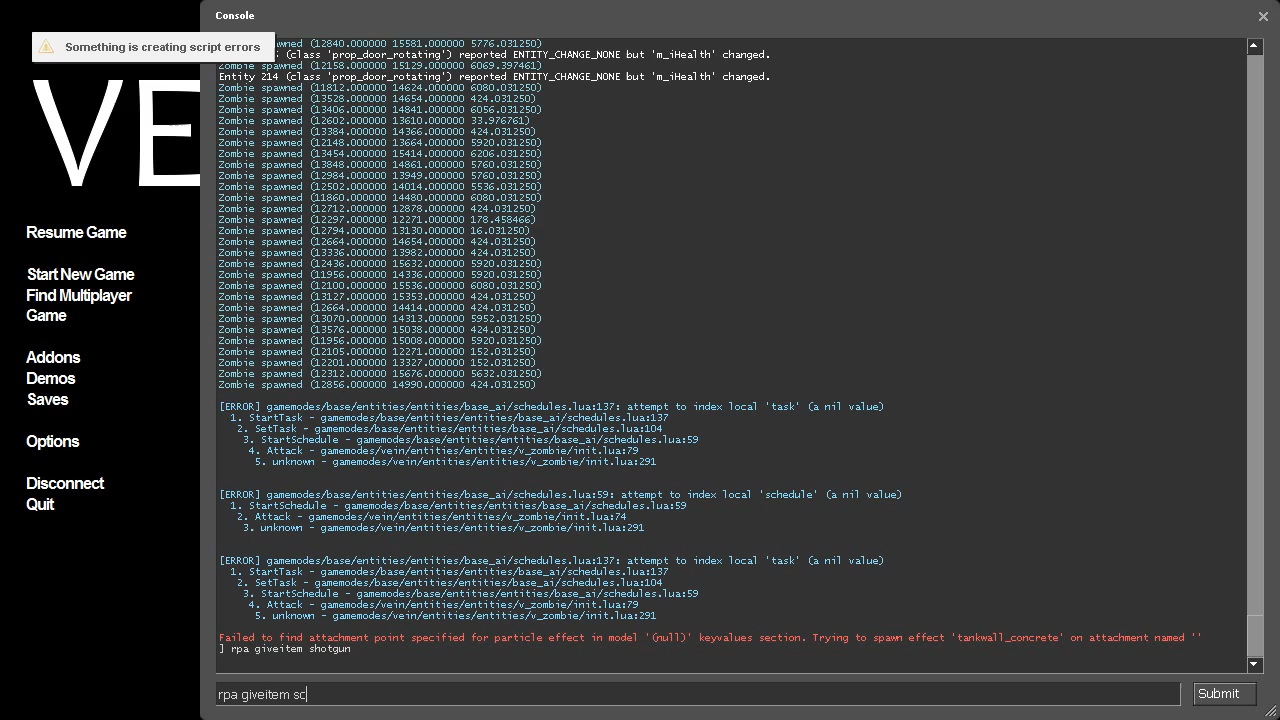 Console
Something is creating script errors
VE
Zombie spawned (12840.000000 15581.000000 5776.031250)
(class 'prop_door_rotating') reported ENTITY_CHANGE_NONE but 'm_iHealth' changed.
Zombie spawned (12158.000000 15129.000000 6069.397461)
Entity 214 (class 'prop_door_rotating') reported ENTITY_CHANGE_NONE but 'm_iHealth' changed.
Zombie spawned (11812.000000 14624.000000 6080.031250)
Zombie spawned (13528.000000 14654.000000 424.031250)
Zombie spawned (13406.000000 14841.000000 6056.031250)
Zombie spawned (12602.000000 13610.000000 33.976761)
Zombie spawned (13384.000000 14366.000000 424.031250)
Zombie spawned (12148.000000 13664.000000 5920.031250)
Zombie spawned (13454.000000 15414.000000 6206.031250)
Zombie spawned (13848.000000 14861.000000 5760.031250)
Zombie spawned (12984.000000 13949.000000 5760.031250)
Zombie spawned (12502.000000 14014.000000 5536.031250)
Zombie spawned (11860.000000 14480.000000 6080.031250)
Zombie spawned (12712.000000 12878.000000 424.031250)
Zombie spawned (12297.000000 12271.000000 178.458466)
Zombie spawned (12794.000000 13130.000000 16.031250)
Zombie spawned (12664.000000 14654.000000 424.031250)
Zombie spawned (13336.000000 13982.000000 424.031250)
Zombie spawned (12436.000000 15632.000000 5920.031250)
Zombie spawned (11956.000000 14336.000000 5920.031250)
Zombie spawned (12100.000000 15536.000000 6080.031250)
Zombie spawned (13127.000000 15353.000000 424.031250)
Zombie spawned (12664.000000 14414.000000 424.031250)
Zombie spawned (13070.000000 14313.000000 5952.031250)
Zombie spawned (13576.000000 15038.000000 424.031250)
Zombie spawned (11956.000000 15008.000000 5920.031250)
Zombie spawned (12105.000000 12271.000000 152.031250)
Zombie spawned (12201.000000 13327.000000 152.031250)
Zombie spawned (12312.000000 15676.000000 5632.031250)
Zombie spawned (12856.000000 14990.000000 424.031250)
[ERROR] gamemodes/base/entities/entities/base_ai/schedules.lua:137: attempt to index local 'task' (a nil value)
1. StartTask - gamemodes/base/entities/entities/base_ai/schedules.lua:137
2. SetTask - gamemodes/base/entities/entities/base_ai/schedules.lua:104
3. StartSchedule - gamemodes/base/entities/entities/base_ai/schedules.lua:59
4. Attack - gamemodes/vein/entities/entities/v_zombie/init.lua:79
5. unknown - gamemodes/vein/entities/entities/v_zombie/init.lua:291
[ERROR] gamemodes/base/entities/entities/base_ai/schedules.lua:59: attempt to index local 'schedule' (a nil value)
1. StartSchedule - gamemodes/base/entities/entities/base_ai/schedules.lua:59
2. Attack - gamemodes/vein/entities/entities/v_zombie/init.lua:74
3. unknown - gamemodes/vein/entities/entities/v_zombie/init.lua:291
[ERROR] gamemodes/base/entities/entities/base_ai/schedules.lua:137: attempt to index local 'task' (a nil value)
1. StartTask - gamemodes/base/entities/entities/base_ai/schedules.lua:137
2. SetTask - gamemodes/base/entities/entities/base_ai/schedules.lua:104
3. StartSchedule - gamemodes/base/entities/entities/base_ai/schedules.lua:59
4. Attack - gamemodes/vein/entities/entities/v_zombie/init.lua:79
5. unknown - gamemodes/vein/entities/entities/v_zombie/init.lua:291
Failed to find attachment point specified for particle effect in model '(null)' keyvalues section. Trying to spawn effect 'tankwall_concrete' on attachment named ''
] rpa giveitem shotgun
rpa giveitem sc
Submit
Resume Game
Start New Game
Find Multiplayer
Game
Addons
Demos
Saves
Options
Disconnect
Quit